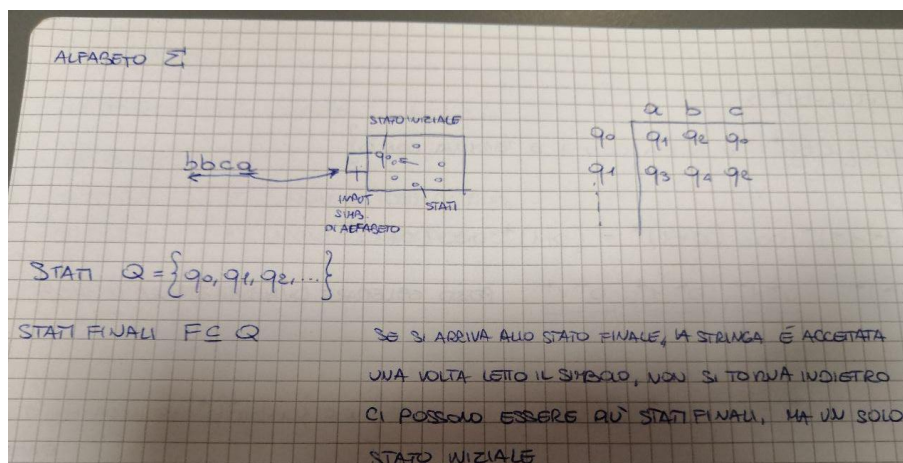 ALFABETO Σ
a b c
STATO INIZIALE
q0 q1 q2 q0
bbca
q0
q1 q3 q4 q2
INPUT
SIMB.
DI ALFABETO
STATI
STATI Q = {q0, q1, q2, ...}
STATI FINALI F ⊆ Q
SE SI ARRIVA ALLO STATO FINALE, LA STRINGA É ACCETTATA
UNA VOLTA LETTO IL SIMBOLO, NON SI TORNA INDIETRO
CI POSSONO ESSERE PIÙ STATI FINALI, MA UN SOLO
STATO INIZIALE